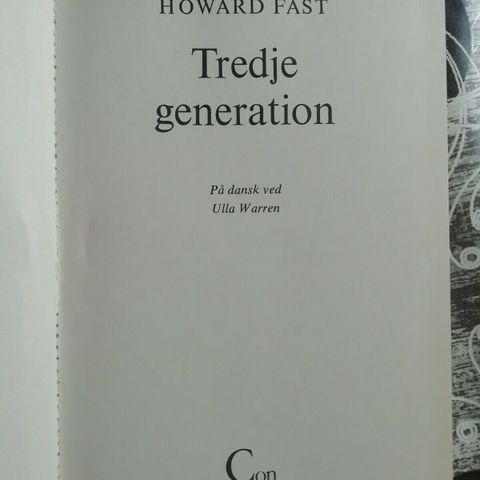 HOWARD FAST
Tredje
generation
På dansk ved
Ulla Warren
Con